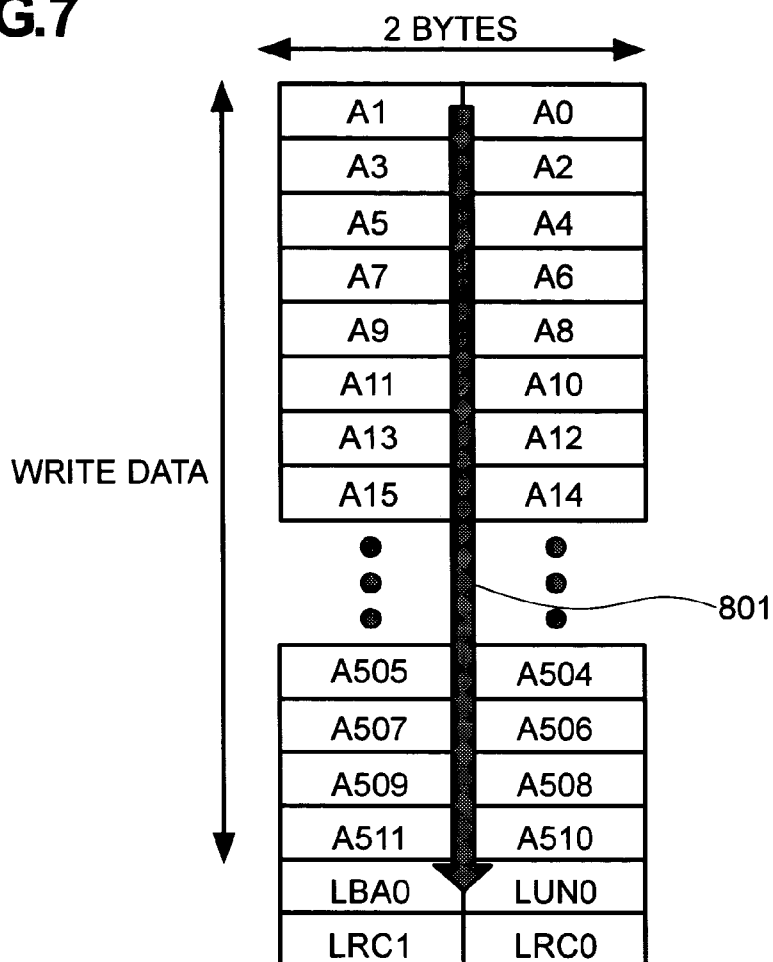 G.7
2 BYTES
A1 A0
A3 A2
A5 A4
A7 A6
A9 A8
A11 A10
A13 A12
WRITE DATA
A15 A14
801
A505 A504
A507 A506
A509 A508
A511 A510
LBA0 LUN0
LRC1 LRC0